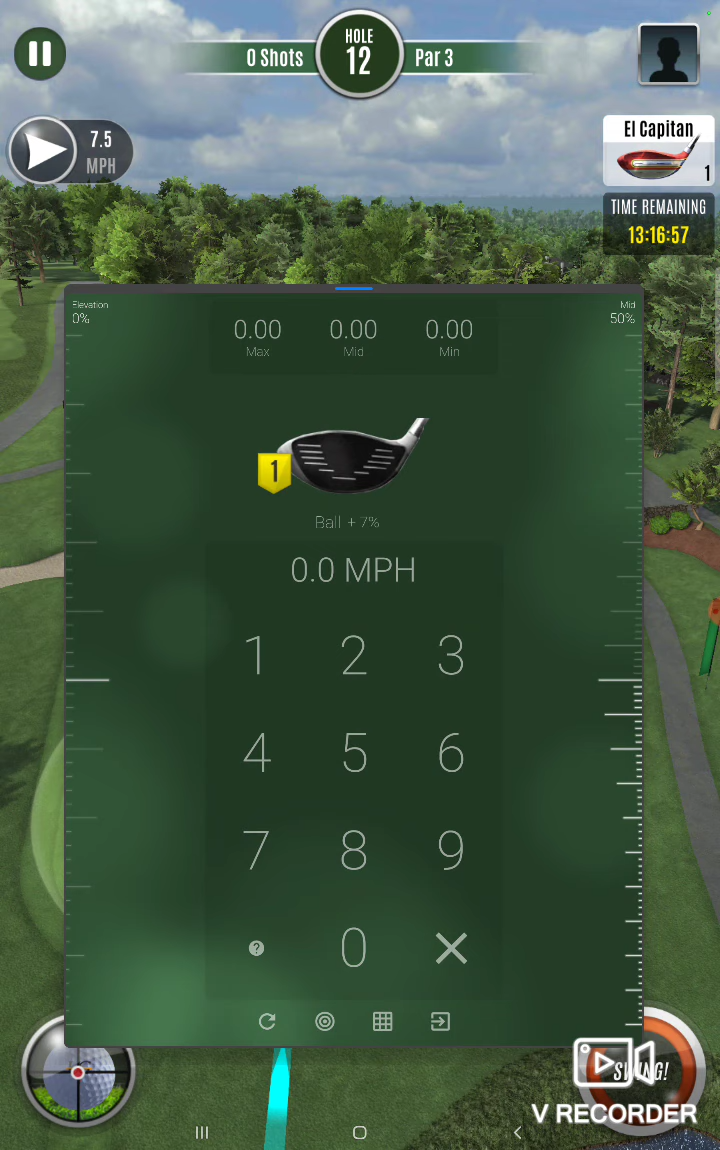 HOLE
12
0 Shots
Par 3
7.5
MPH
El Capitan
1
TIME REMAINING
13:16:57
Elevation
0%
Mid
50%
0.00 0.00 0.00
Max Mid Min
1
Ball + 7%
0.0 MPH
1 2 3
4 5 6
7 8 9
? 0 ×
SWING!
V RECORDER